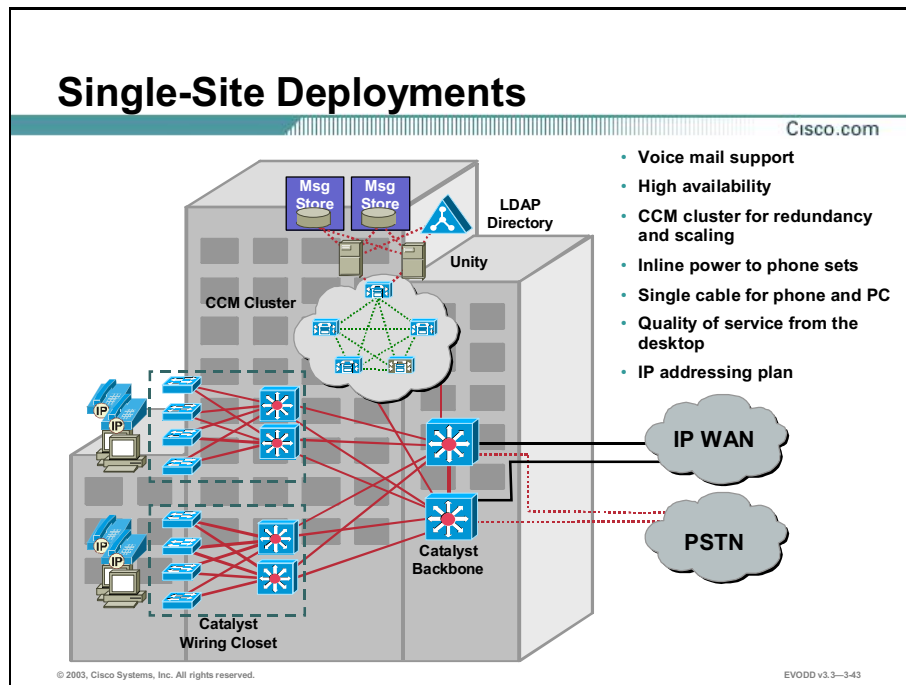 Single-Site Deployments
Cisco.com
• Voice mail support
• High availability
• CCM cluster for redundancy
and scaling
• Inline power to phone sets
• Single cable for phone and PC
• Quality of service from the
desktop
• IP addressing plan
Msg
Store
Msg
Store
LDAP
Directory
Unity
CCM Cluster
IP
IP
IP
IP
IP WAN
PSTN
Catalyst
Backbone
Catalyst
Wiring Closet
© 2003, Cisco Systems, Inc. All rights reserved.
EVODD v3.3—3-43